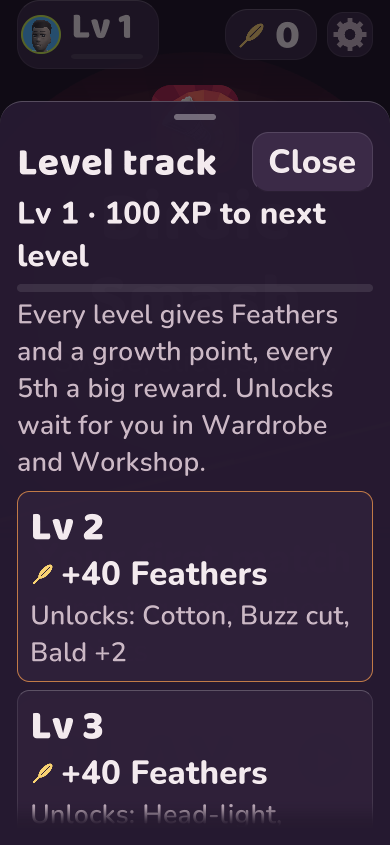 Lv 1
0
Level track
Close
Lv 1 · 100 XP to next
level
Every level gives Feathers
and a growth point, every
5th a big reward. Unlocks
wait for you in Wardrobe
and Workshop.
Lv 2
+40 Feathers
Unlocks: Cotton, Buzz cut,
Bald +2
Lv 3
+40 Feathers
Unlocks: Head-light,